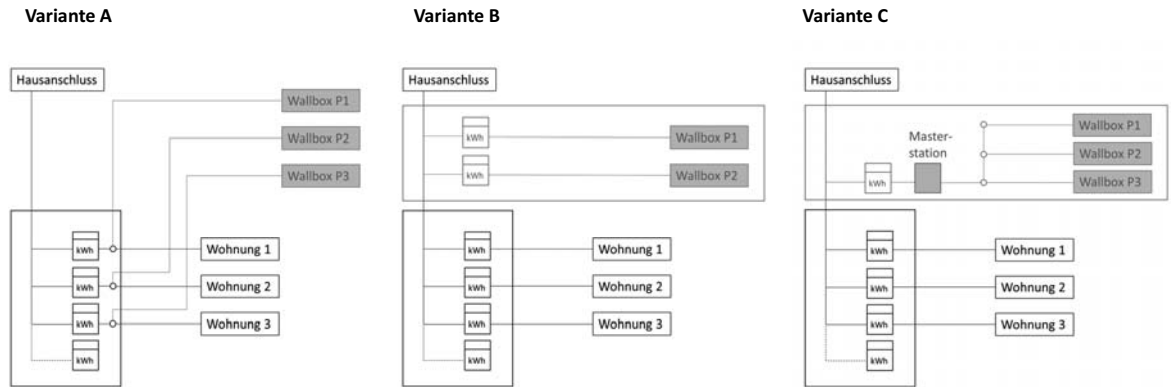 Variante A
Hausanschluss
Wallbox P1
Wallbox P2
Wallbox P3
kWh
Wohnung 1
kWh
Wohnung 2
kWh
Wohnung 3
kWh
Variante B
Hausanschluss
kWh
Wallbox P1
kWh
Wallbox P2
kWh
Wohnung 1
kWh
Wohnung 2
kWh
Wohnung 3
kWh
Variante C
Hausanschluss
Master-
station
Wallbox P1
Wallbox P2
kWh
Wallbox P3
kWh
Wohnung 1
kWh
Wohnung 2
kWh
Wohnung 3
kWh